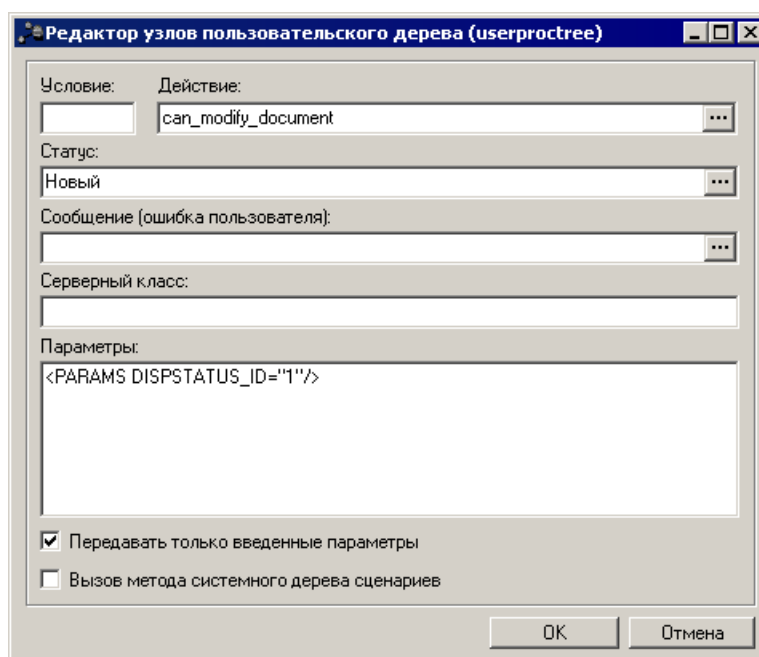 Редактор узлов пользовательского дерева (userproctree)
Условие: Действие:
can_modify_document
Статус:
Новый
Сообщение (ошибка пользователя):
Серверный класс:
Параметры:
<PARAMS DISPSTATUS_ID="1"/>
Передавать только введенные параметры
Вызов метода системного дерева сценариев
OK Отмена